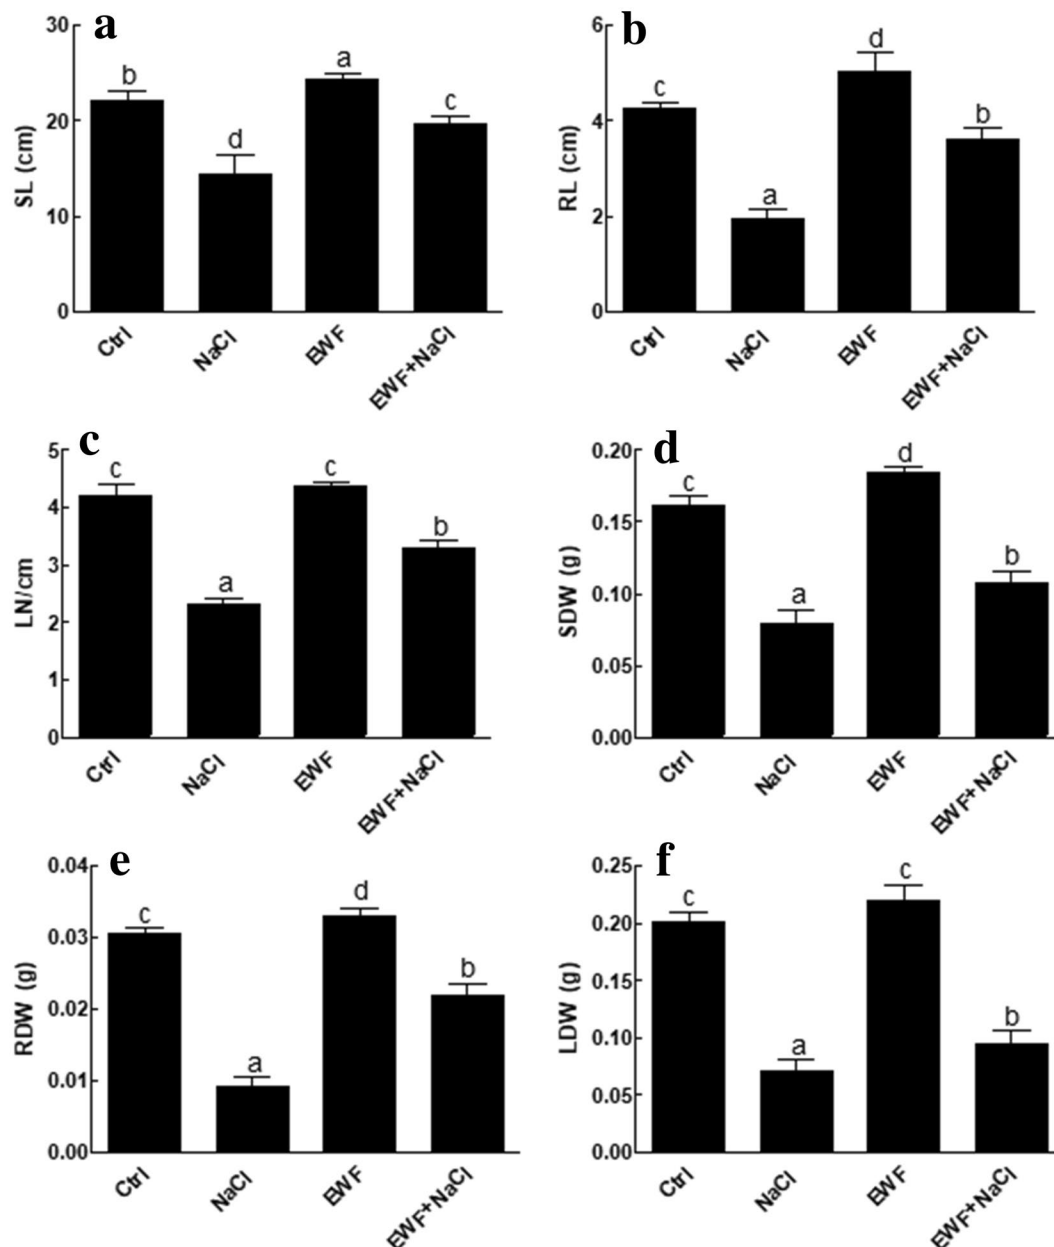 a
30
20
10
0
SL (cm)
b
d
a
c
Ctrl
NaCl
EWF
EWF+NaCl
b
6
4
2
0
RL (cm)
c
a
d
b
Ctrl
NaCl
EWF
EWF+NaCl
c
5
4
3
2
1
0
LN/cm
c
a
c
b
Ctrl
NaCl
EWF
EWF+NaCl
d
0.20
0.15
0.10
0.05
0.00
SDW (g)
c
a
d
b
Ctrl
NaCl
EWF
EWF+NaCl
e
0.04
0.03
0.02
0.01
0.00
RDW (g)
c
a
d
b
Ctrl
NaCl
EWF
EWF+NaCl
f
0.25
0.20
0.15
0.10
0.05
0.00
LDW (g)
c
a
c
b
Ctrl
NaCl
EWF
EWF+NaCl